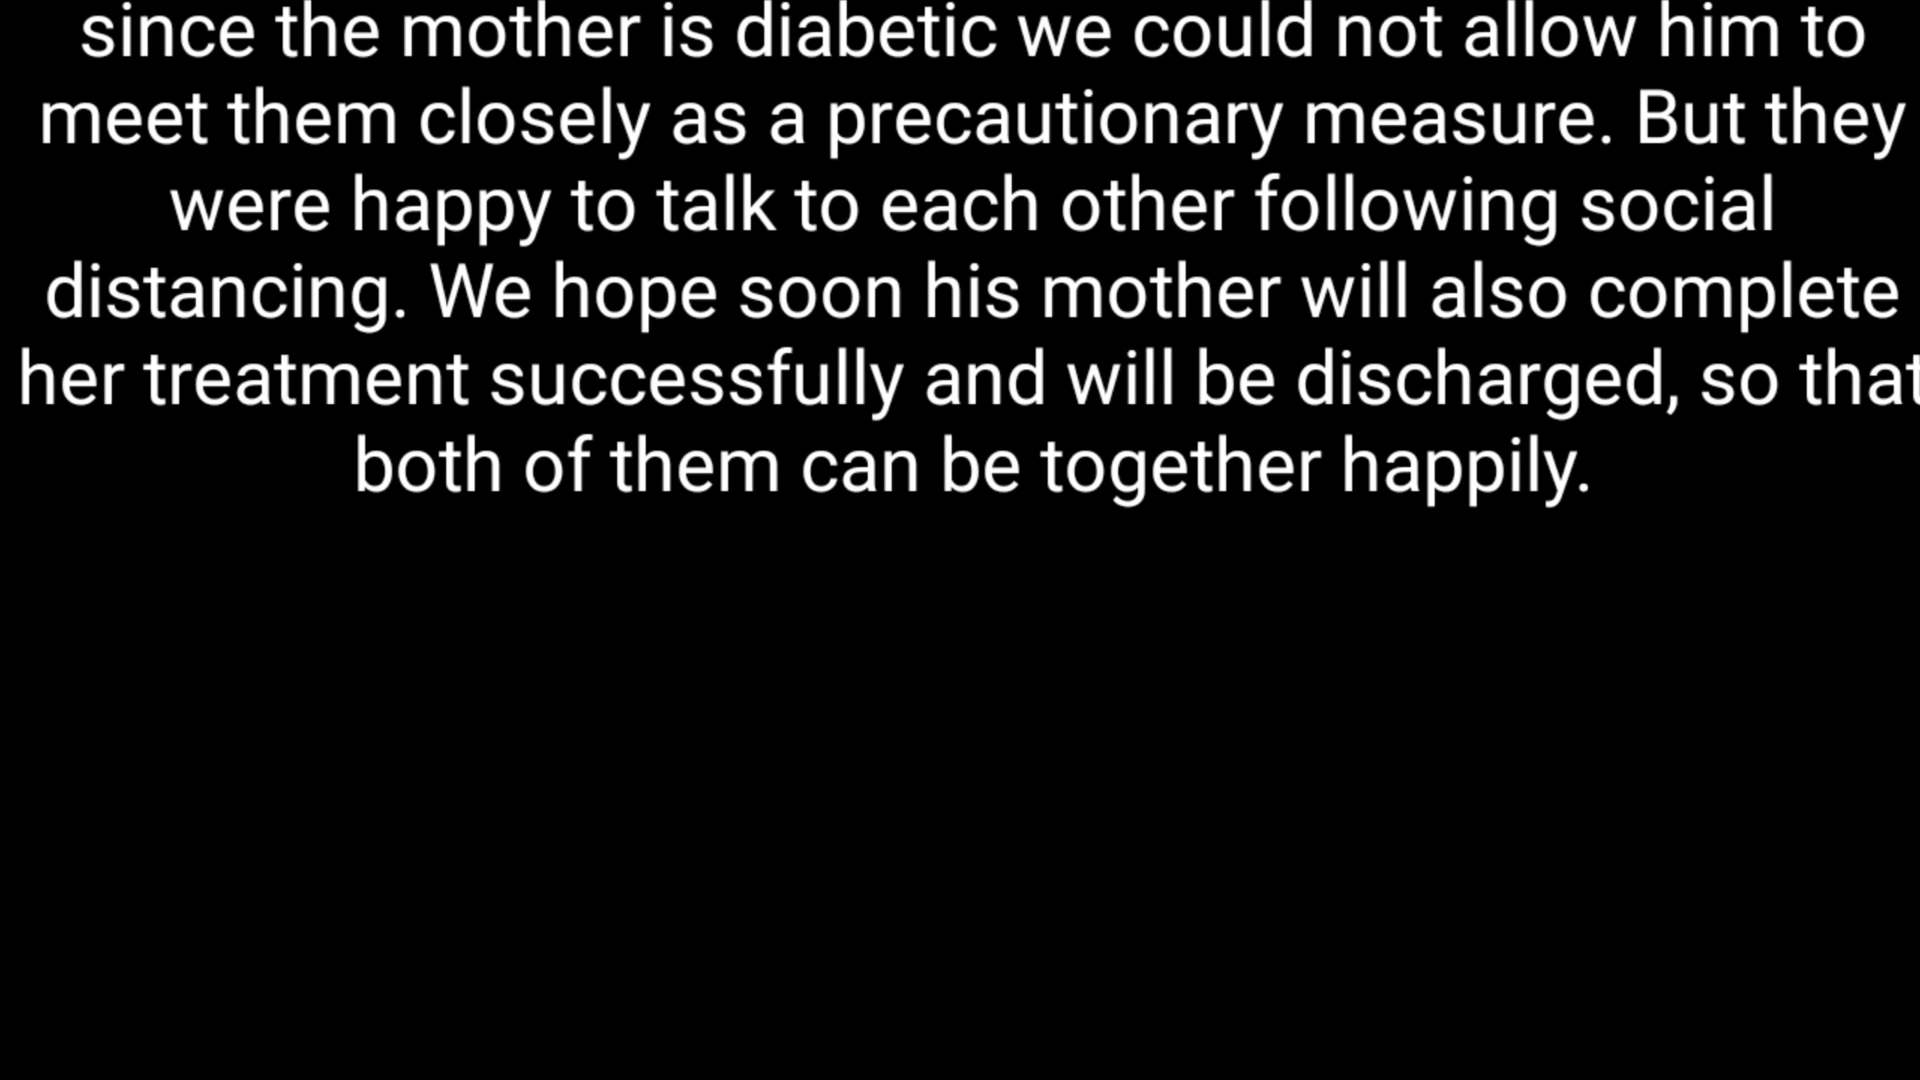 since the mother is diabetic we could not allow him to
meet them closely as a precautionary measure. But they
were happy to talk to each other following social
distancing. We hope soon his mother will also complete
her treatment successfully and will be discharged, so that
both of them can be together happily.